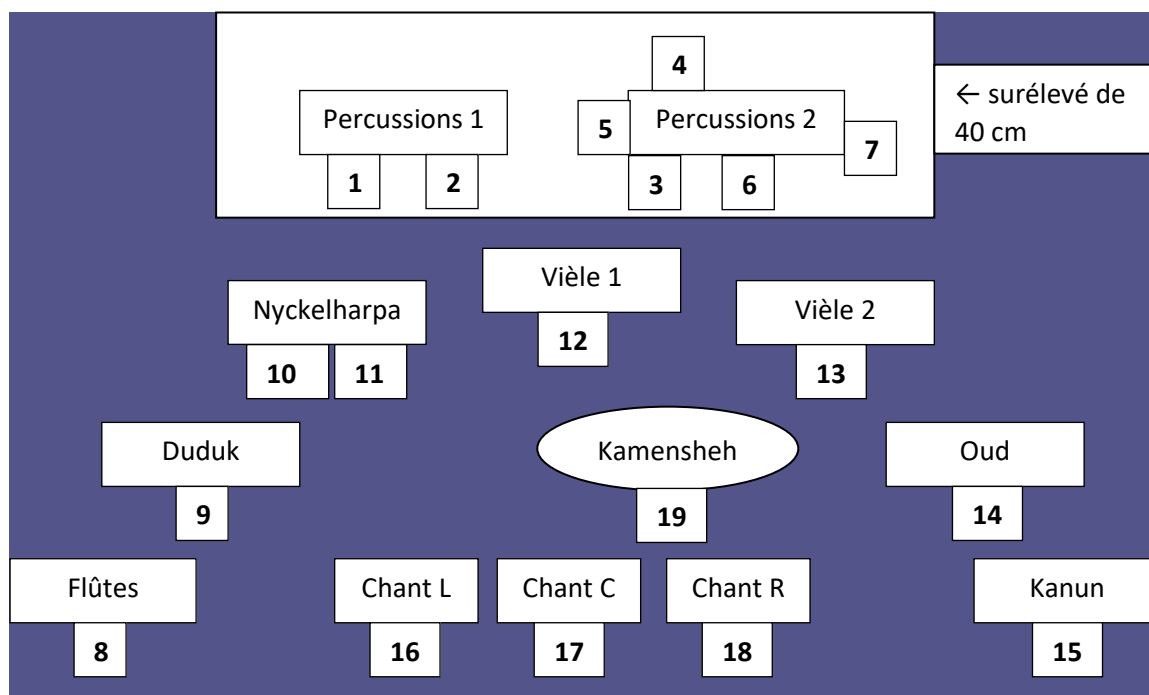 4
Percussions 1
5
Percussions 2
7
← surélevé de
40 cm
1
2
3
6
Vièle 1
Nyckelharpa
Vièle 2
12
10
11
13
Duduk
Kamensheh
Oud
9
19
14
Flûtes
Chant L
Chant C
Chant R
Kanun
8
16
17
18
15